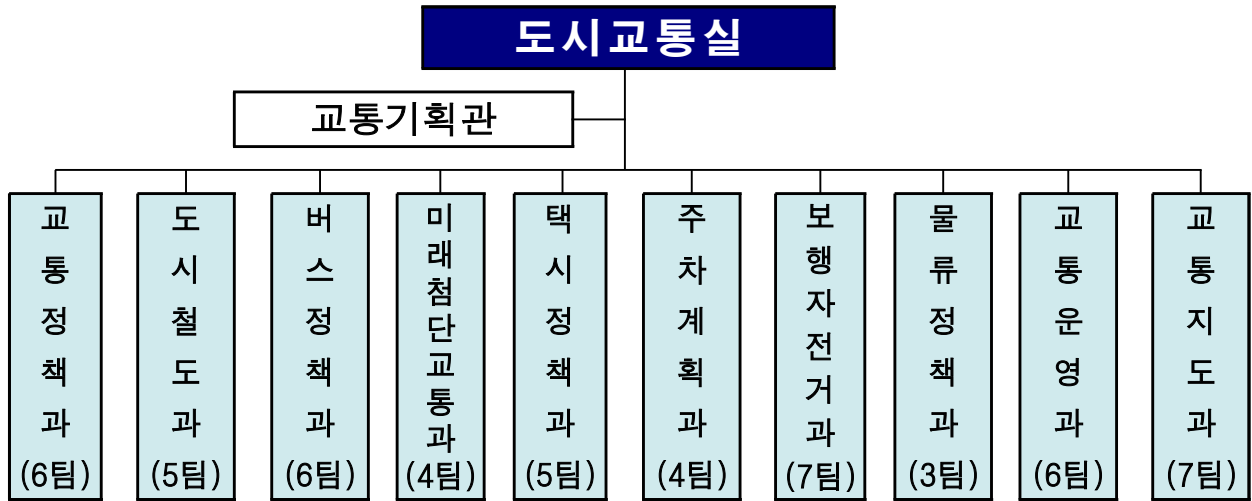 도시교통실
교통기획관
교통정책과
(6팀)
도시철도과
(5팀)
버스정책과
(6팀)
미래첨단교통과
(4팀)
택시정책과
(5팀)
주차계획과
(4팀)
보행자전거과
(7팀)
물류정책과
(3팀)
교통운영과
(6팀)
교통지도과
(7팀)